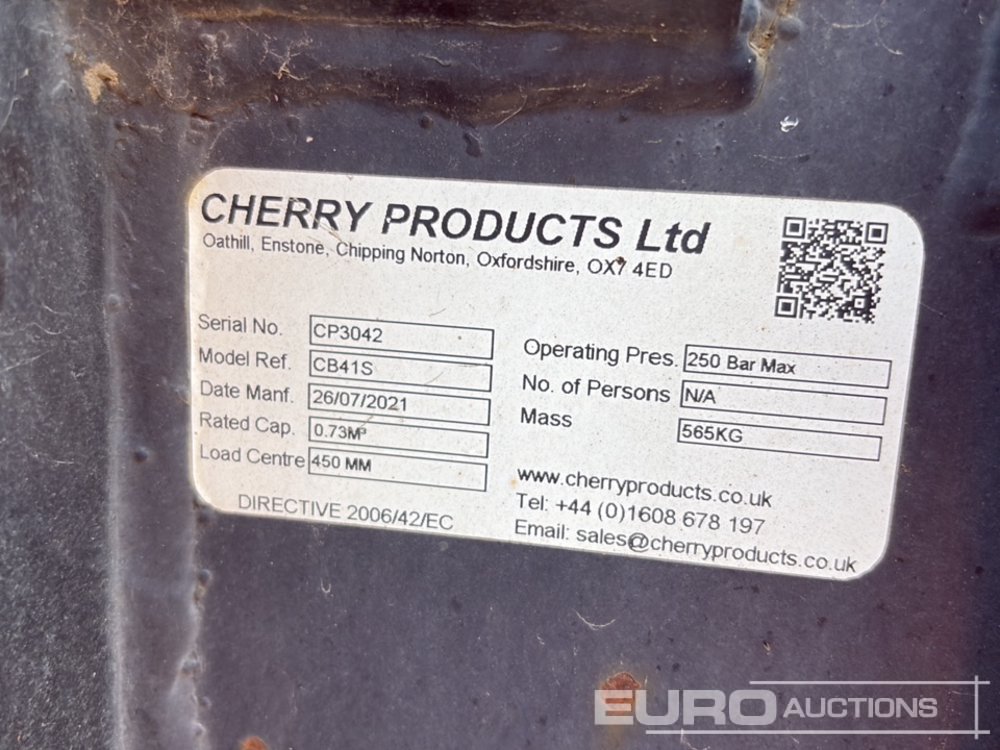 CHERRY PRODUCTS Ltd
Oathill, Enstone, Chipping Norton, Oxfordshire, OX7 4ED
Serial No. CP3042
Model Ref. CB41S
Date Manf. 26/07/2021
Rated Cap. 0.73M³
Load Centre 450 MM
DIRECTIVE 2006/42/EC
Operating Pres. 250 Bar Max
No. of Persons N/A
Mass 565KG
www.cherryproducts.co.uk
Tel: +44 (0)1608 678 197
Email: sales@cherryproducts.co.uk
EURO AUCTIONS